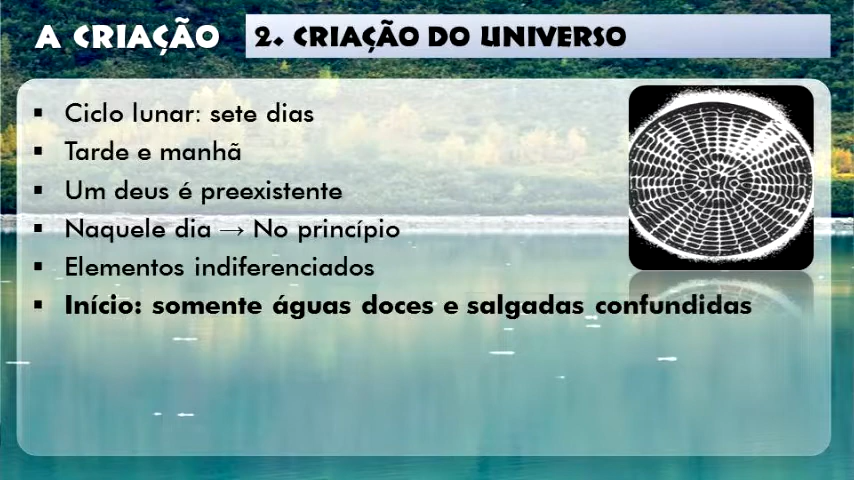 A CRIAÇÃO
2. CRIAÇÃO DO UNIVERSO
▪ Ciclo lunar: sete dias
▪ Tarde e manhã
▪ Um deus é preexistente
▪ Naquele dia → No princípio
▪ Elementos indiferenciados
▪ Início: somente águas doces e salgadas confundidas